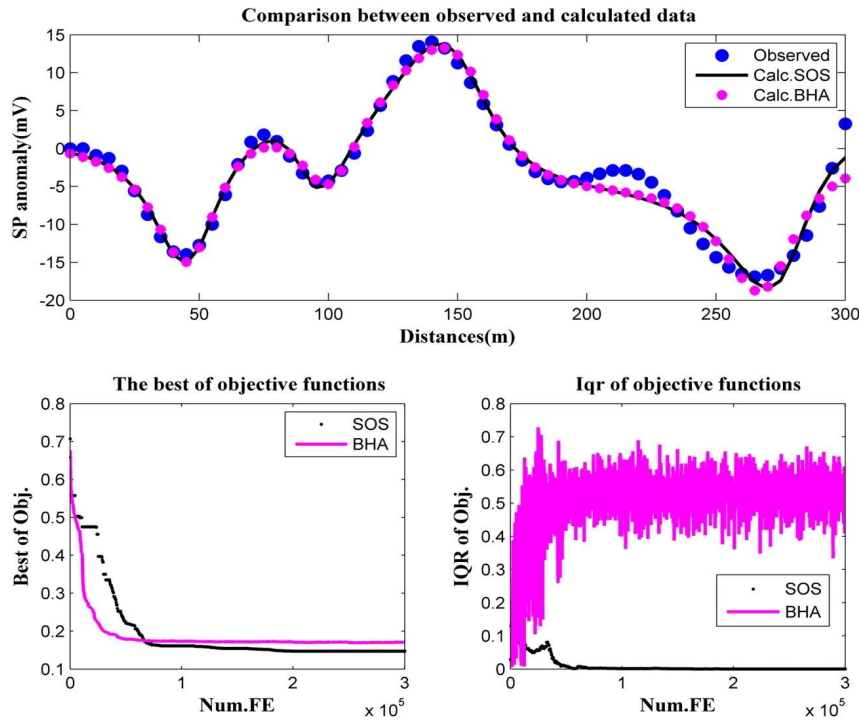 Comparison between observed and calculated data
15
10
5
0
-5
-10
-15
-20
SP anomaly(mV)
Observed
Calc.SOS
Calc.BHA
0 50 100 150 200 250 300
Distances(m)
The best of objective functions
0.8
0.7
0.6
0.5
0.4
0.3
0.2
0.1
Best of Obj.
SOS
BHA
0 1 2 3
Num.FE
x 10^5
Iqr of objective functions
0.8
0.7
0.6
0.5
0.4
0.3
0.2
0.1
0
IQR of Obj.
SOS
BHA
0 1 2 3
Num.FE
x 10^5